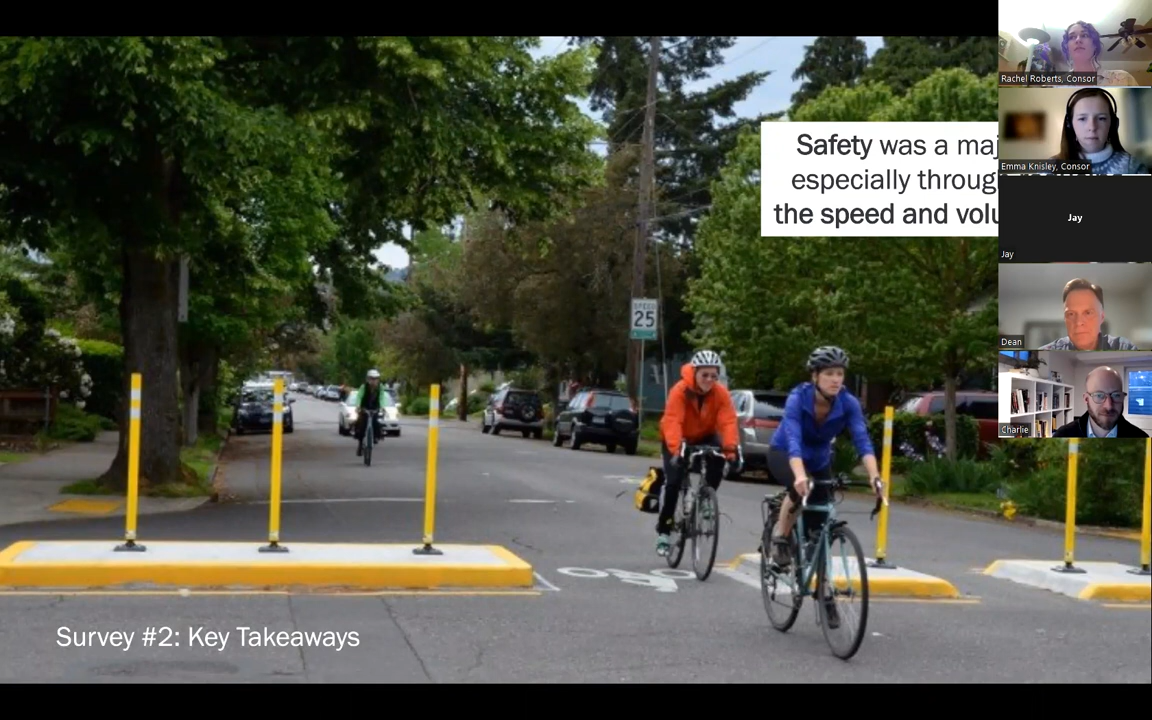 Safety was a maj
especially throug
the speed and volu
SPEED
25
Survey #2: Key Takeaways
Rachel Roberts, Consor
Emma Knisley, Consor
Jay
Jay
Dean
Charlie